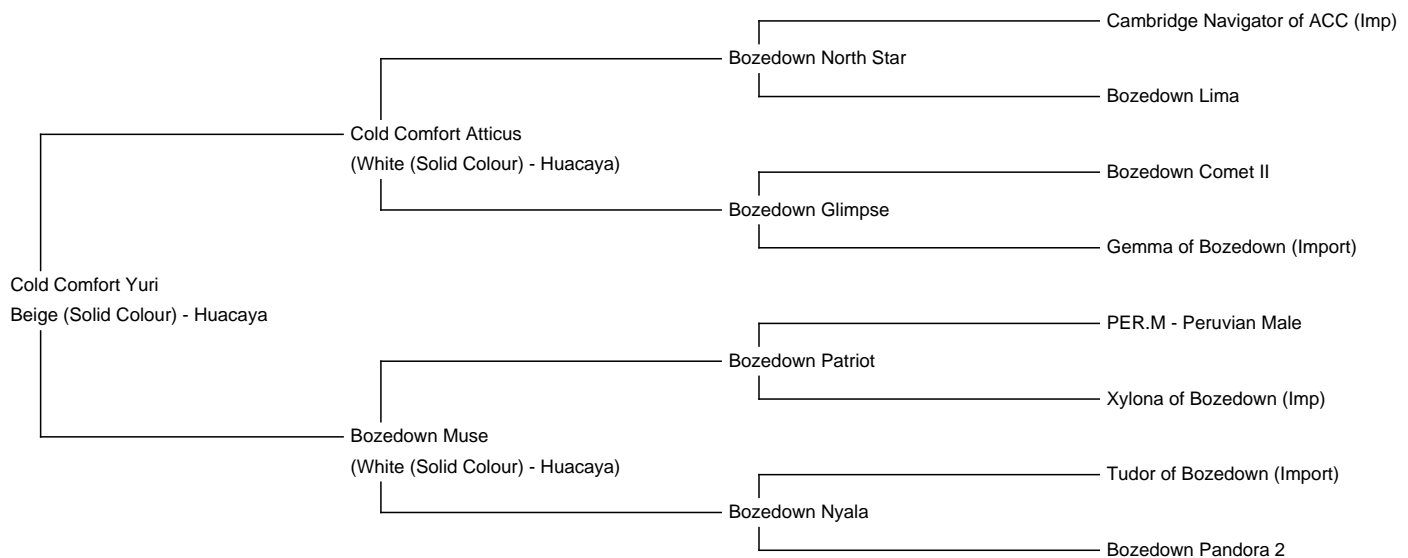 Cambridge Navigator of ACC (Imp)
Bozedown North Star
Bozedown Lima
Cold Comfort Atticus
(White (Solid Colour) - Huacaya)
Bozedown Comet II
Bozedown Glimpse
Gemma of Bozedown (Import)
Cold Comfort Yuri
Beige (Solid Colour) - Huacaya
PER.M - Peruvian Male
Bozedown Patriot
Xylona of Bozedown (Imp)
Bozedown Muse
(White (Solid Colour) - Huacaya)
Tudor of Bozedown (Import)
Bozedown Nyala
Bozedown Pandora 2